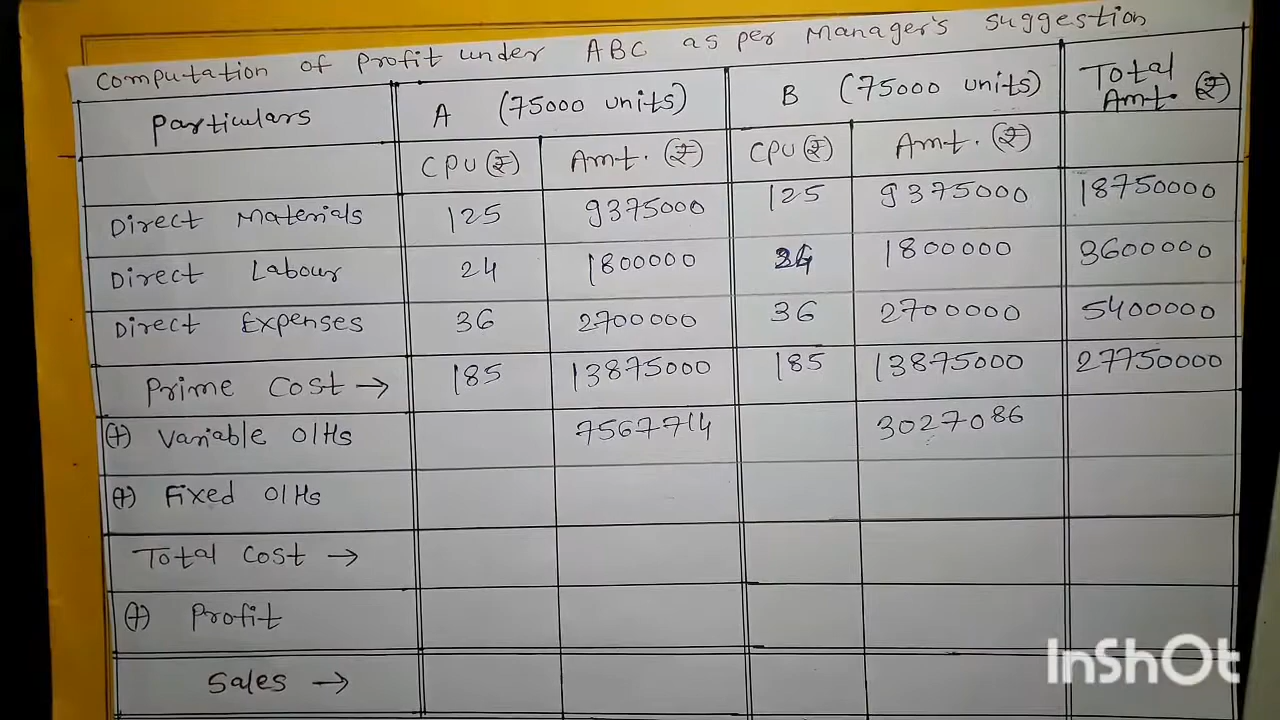 Computation of Profit under ABC as per Manager's suggestion
Particulars A (75000 units) B (75000 units) Total Amt. (₹)
CPU (₹) Amt. (₹) CPU (₹) Amt. (₹)
Direct Materials 125 9375000 125 9375000 18750000
Direct Labour 24 1800000 24 1800000 3600000
Direct Expenses 36 2700000 36 2700000 5400000
Prime Cost → 185 13875000 185 13875000 27750000
(+) Variable O/Hs 7567714 3027086
(+) Fixed O/Hs
Total Cost →
(+) Profit
Sales →
InShOt